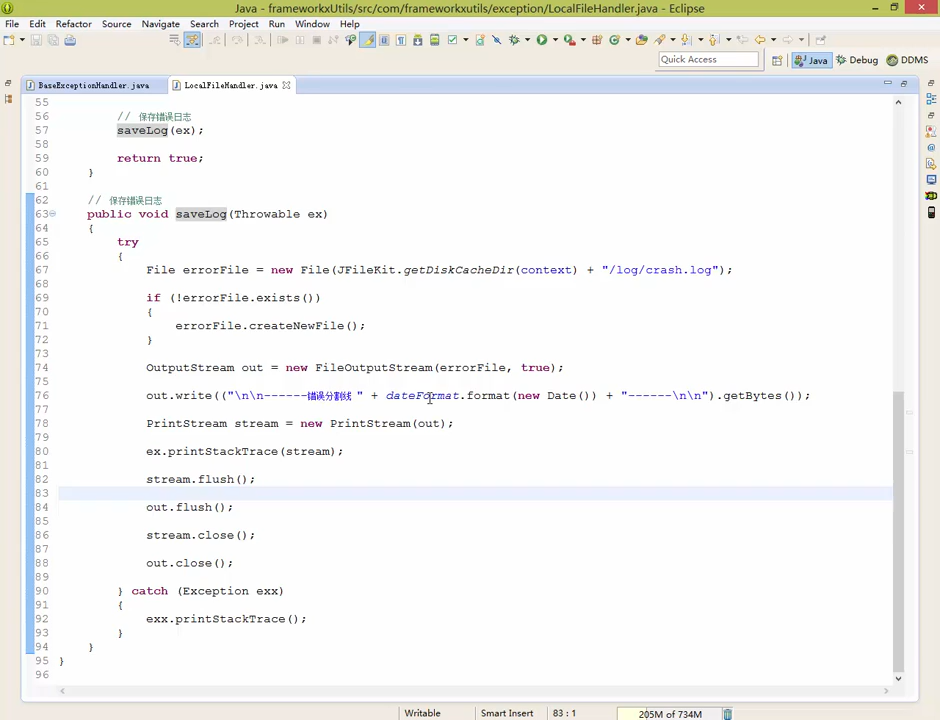 Java - frameworkxUtils/src/com/frameworkxutils/exception/LocalFileHandler.java - Eclipse
File Edit Refactor Source Navigate Search Project Run Window Help
Quick Access
Java
Debug
DDMS
BaseExceptionHandler.java
LocalFileHandler.java
55
56 // 保存错误日志
57 saveLog(ex);
58
59 return true;
60 }
61
62 // 保存错误日志
63 public void saveLog(Throwable ex)
64 {
65 try
66 {
67 File errorFile = new File(JFileKit.getDiskCacheDir(context) + "/log/crash.log");
68
69 if (!errorFile.exists())
70 {
71 errorFile.createNewFile();
72 }
73
74 OutputStream out = new FileOutputStream(errorFile, true);
75
76 out.write(("\n\n------错误分割线 " + dateFormat.format(new Date()) + "------\n\n").getBytes());
77
78 PrintStream stream = new PrintStream(out);
79
80 ex.printStackTrace(stream);
81
82 stream.flush();
83
84 out.flush();
85
86 stream.close();
87
88 out.close();
89
90 } catch (Exception exx)
91 {
92 exx.printStackTrace();
93 }
94 }
95 }
96
Writable
Smart Insert
83 : 1
205M of 734M